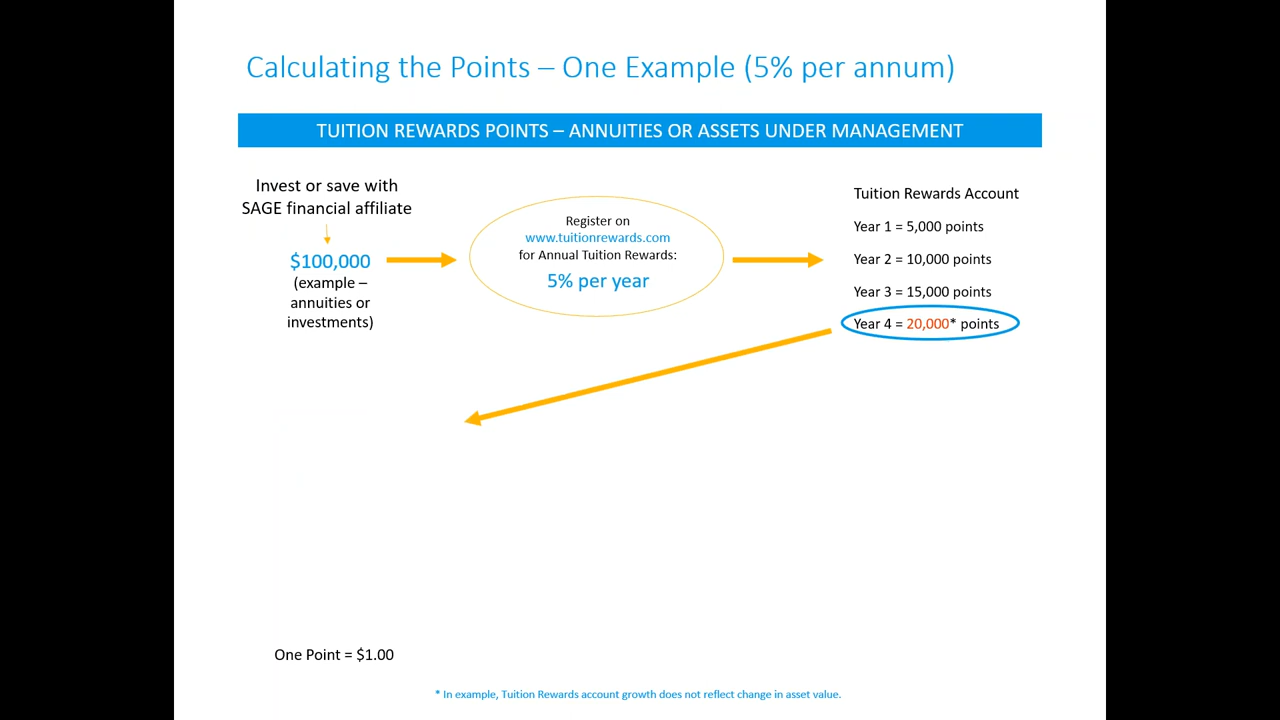 Calculating the Points – One Example (5% per annum)
TUITION REWARDS POINTS – ANNUITIES OR ASSETS UNDER MANAGEMENT
Invest or save with
SAGE financial affiliate
$100,000
(example –
annuities or
investments)
Register on
www.tuitionrewards.com
for Annual Tuition Rewards:
5% per year
Tuition Rewards Account
Year 1 = 5,000 points
Year 2 = 10,000 points
Year 3 = 15,000 points
Year 4 = 20,000* points
One Point = $1.00
* In example, Tuition Rewards account growth does not reflect change in asset value.